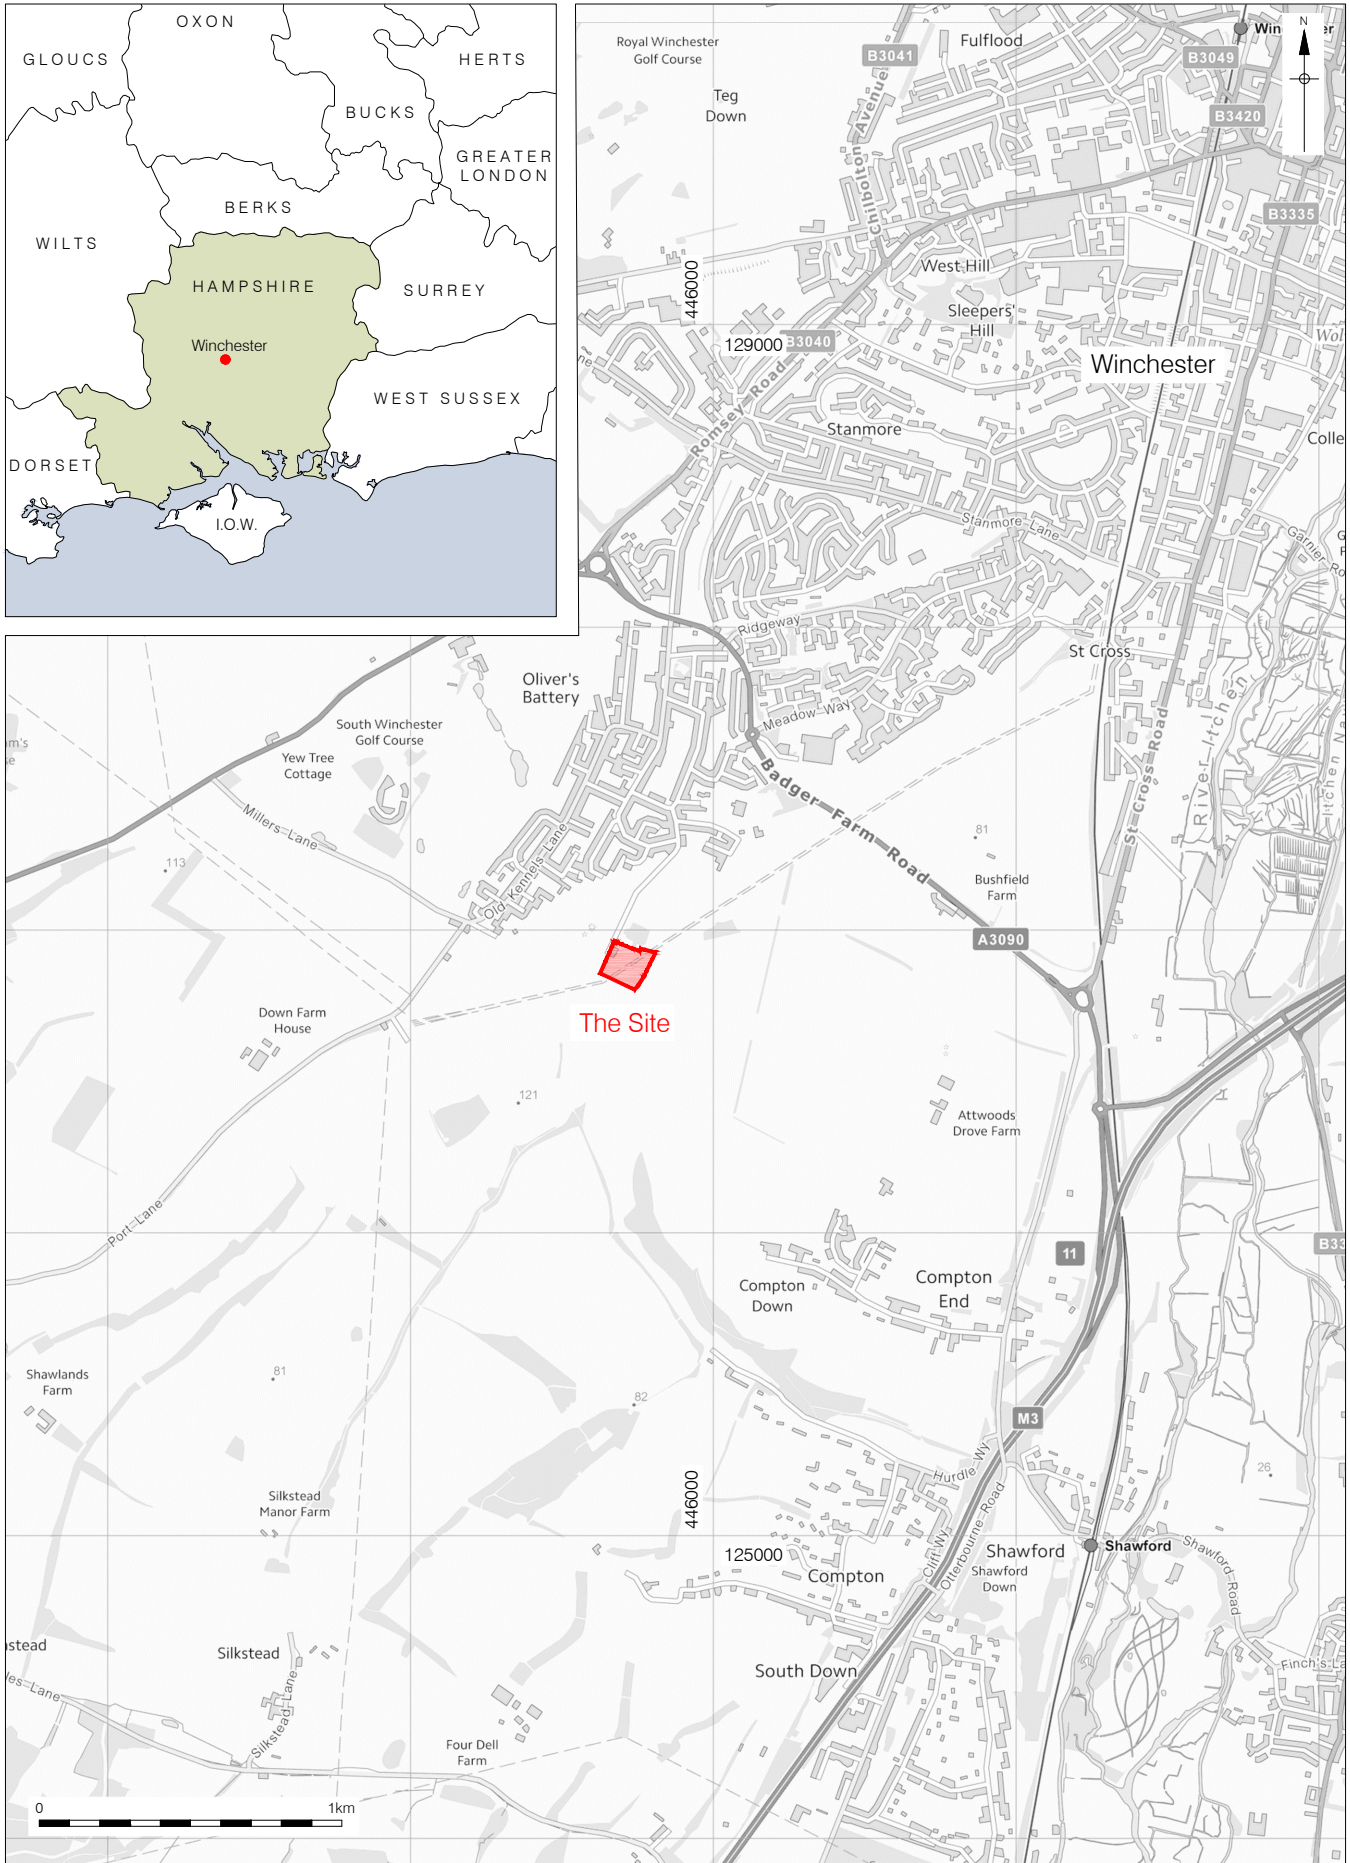 OXON
GLOUCS
HERTS
BUCKS
GREATER
LONDON
BERKS
WILTS
HAMPSHIRE
SURREY
Winchester
WEST SUSSEX
DORSET
I.O.W.
Royal Winchester
Golf Course
Teg
Down
B3041
Fulflood
B3049
N
B3420
Chilbolton Avenue
B3335
West Hill
446000
Sleepers'
Hill
129000
B3040
Winchester
Romsey Road
Stanmore
Stanmore Lane
Ridgeway
St Cross
Oliver's
Battery
Meadow Way
South Winchester
Golf Course
Yew Tree
Cottage
Badger Farm Road
St Cross Road
River Itchen
Millers Lane
Old Kennels Lane
81
113
Bushfield
Farm
A3090
The Site
Down Farm
House
121
Attwoods
Drove Farm
Port Lane
11
Compton
Down
Compton
End
Shawlands
Farm
81
82
M3
Hurdle Wy
26
446000
Silkstead
Manor Farm
Otterbourne Road
Clift Wy
125000
Compton
Shawford
Shawford
Down
Shawford
Shawford Road
Silkstead
South Down
Silkstead Lane
Four Dell
Farm
0
1km